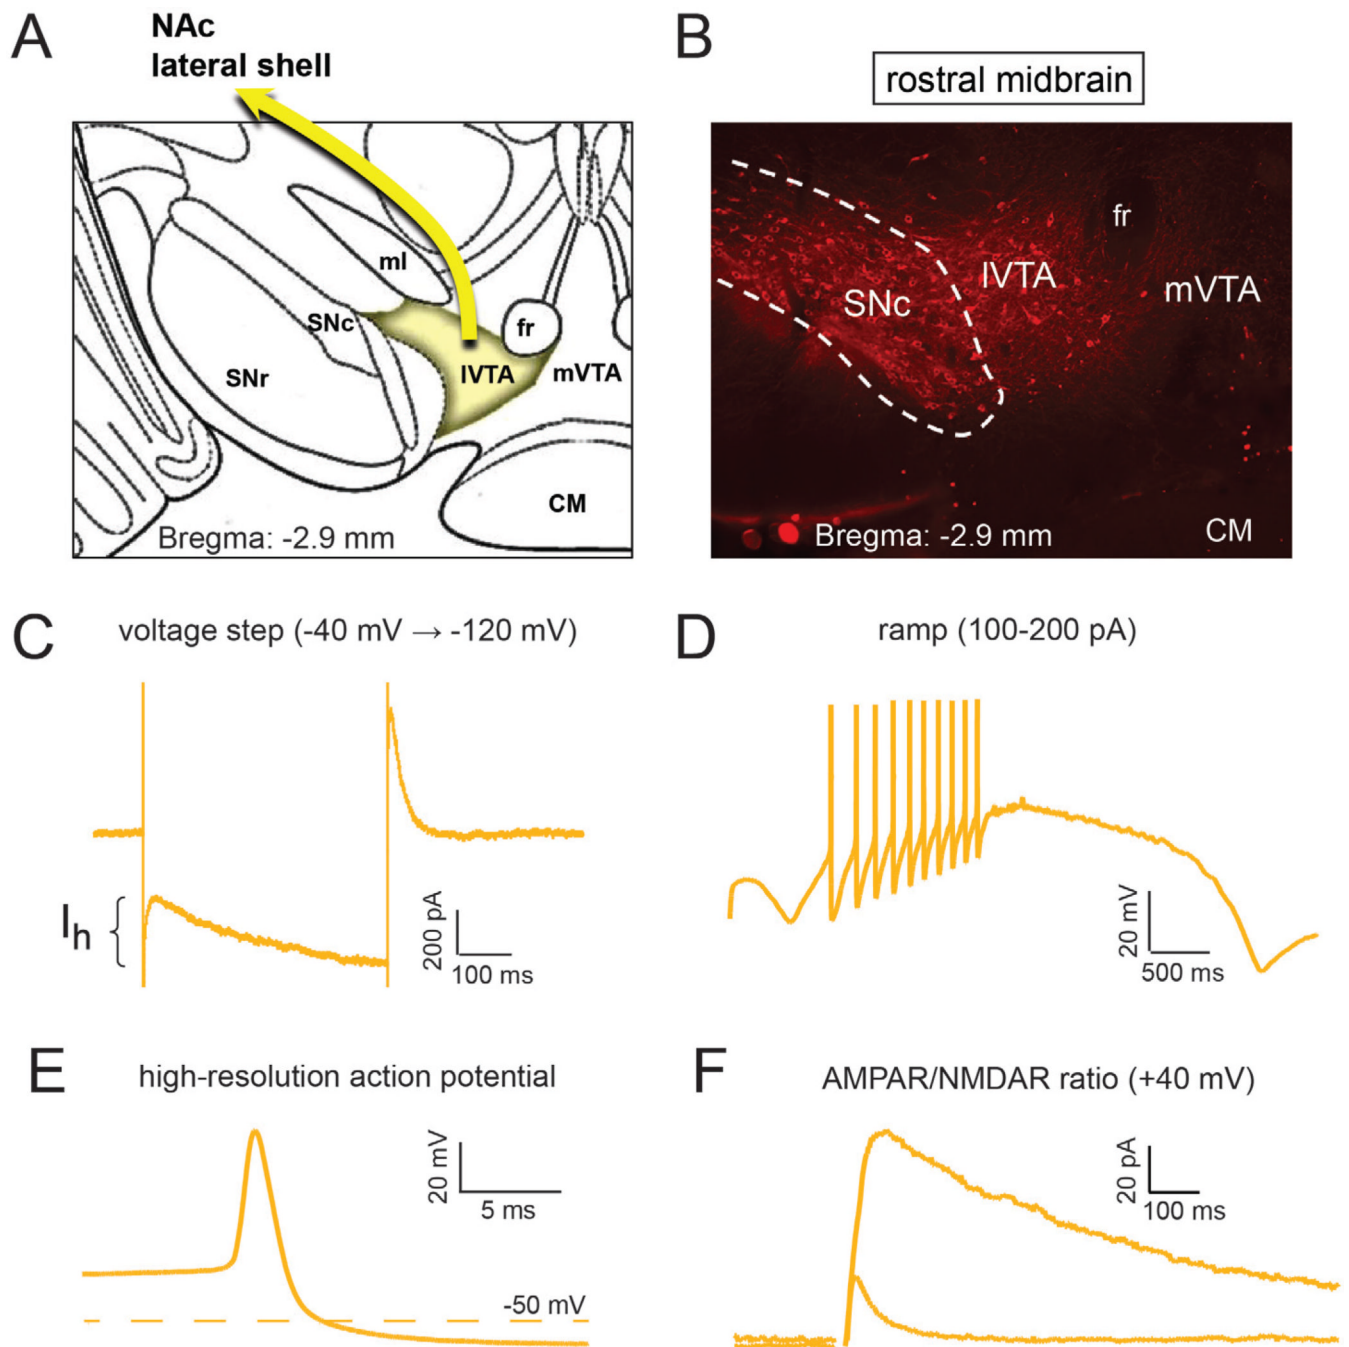 A
NAc
lateral shell
ml
SNc
fr
SNr
lVTA
mVTA
CM
Bregma: -2.9 mm
B
rostral midbrain
fr
lVTA
mVTA
SNc
Bregma: -2.9 mm
CM
C
voltage step (-40 mV → -120 mV)
Ih
200 pA
100 ms
D
ramp (100-200 pA)
20 mV
500 ms
E
high-resolution action potential
20 mV
5 ms
-50 mV
F
AMPAR/NMDAR ratio (+40 mV)
20 pA
100 ms